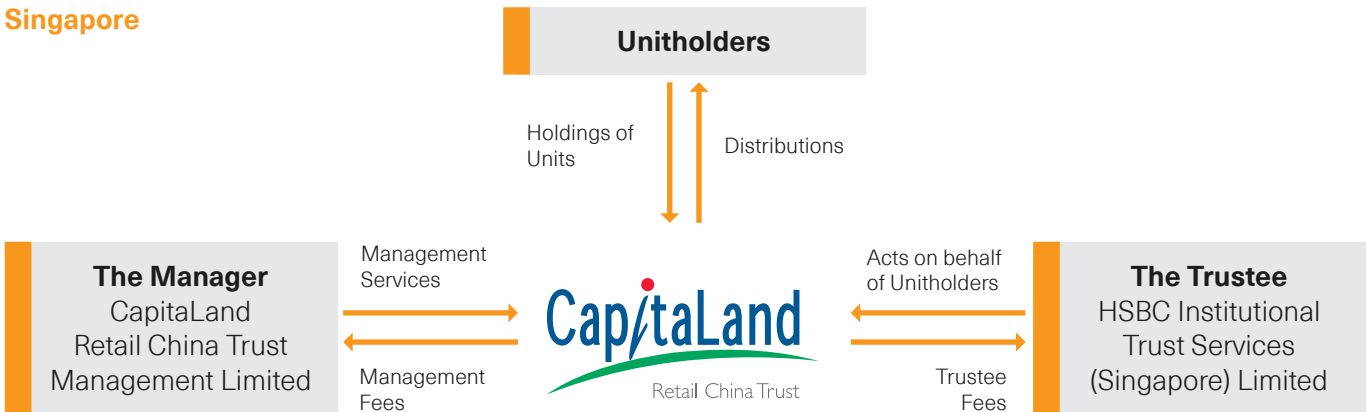 Singapore
Unitholders
Holdings of
Units
Distributions
The Manager
CapitaLand
Retail China Trust
Management Limited
Management
Services
Management
Fees
CapitaLand
Retail China Trust
Acts on behalf
of Unitholders
Trustee
Fees
The Trustee
HSBC Institutional
Trust Services
(Singapore) Limited